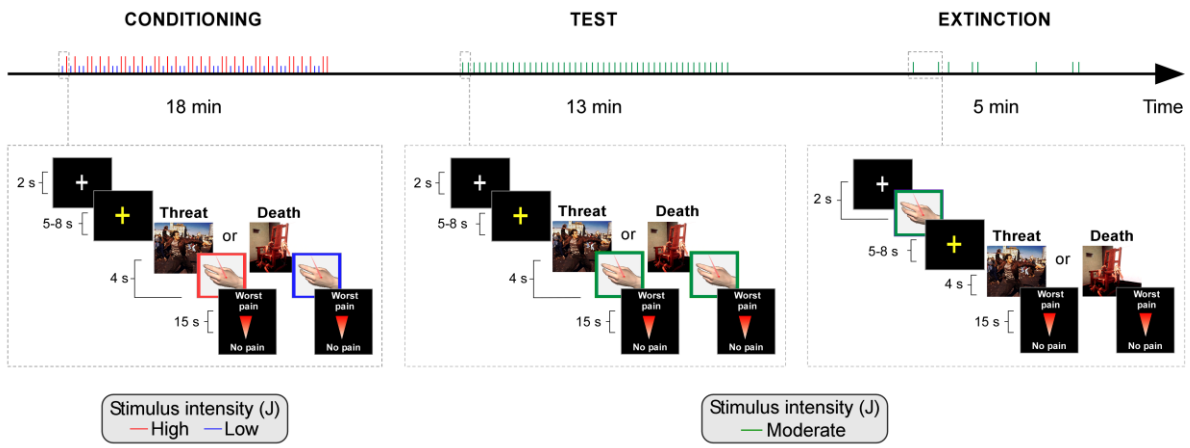 CONDITIONING
TEST
EXTINCTION
18 min
13 min
5 min
Time
2 s
5-8 s
Threat
or
Death
4 s
Worst
pain
No pain
Worst
pain
No pain
15 s
2 s
5-8 s
Threat
or
Death
4 s
Worst
pain
No pain
Worst
pain
No pain
15 s
2 s
5-8 s
Threat
or
Death
4 s
Worst
pain
No pain
Worst
pain
No pain
15 s
Stimulus intensity (J)
High Low
Stimulus intensity (J)
Moderate